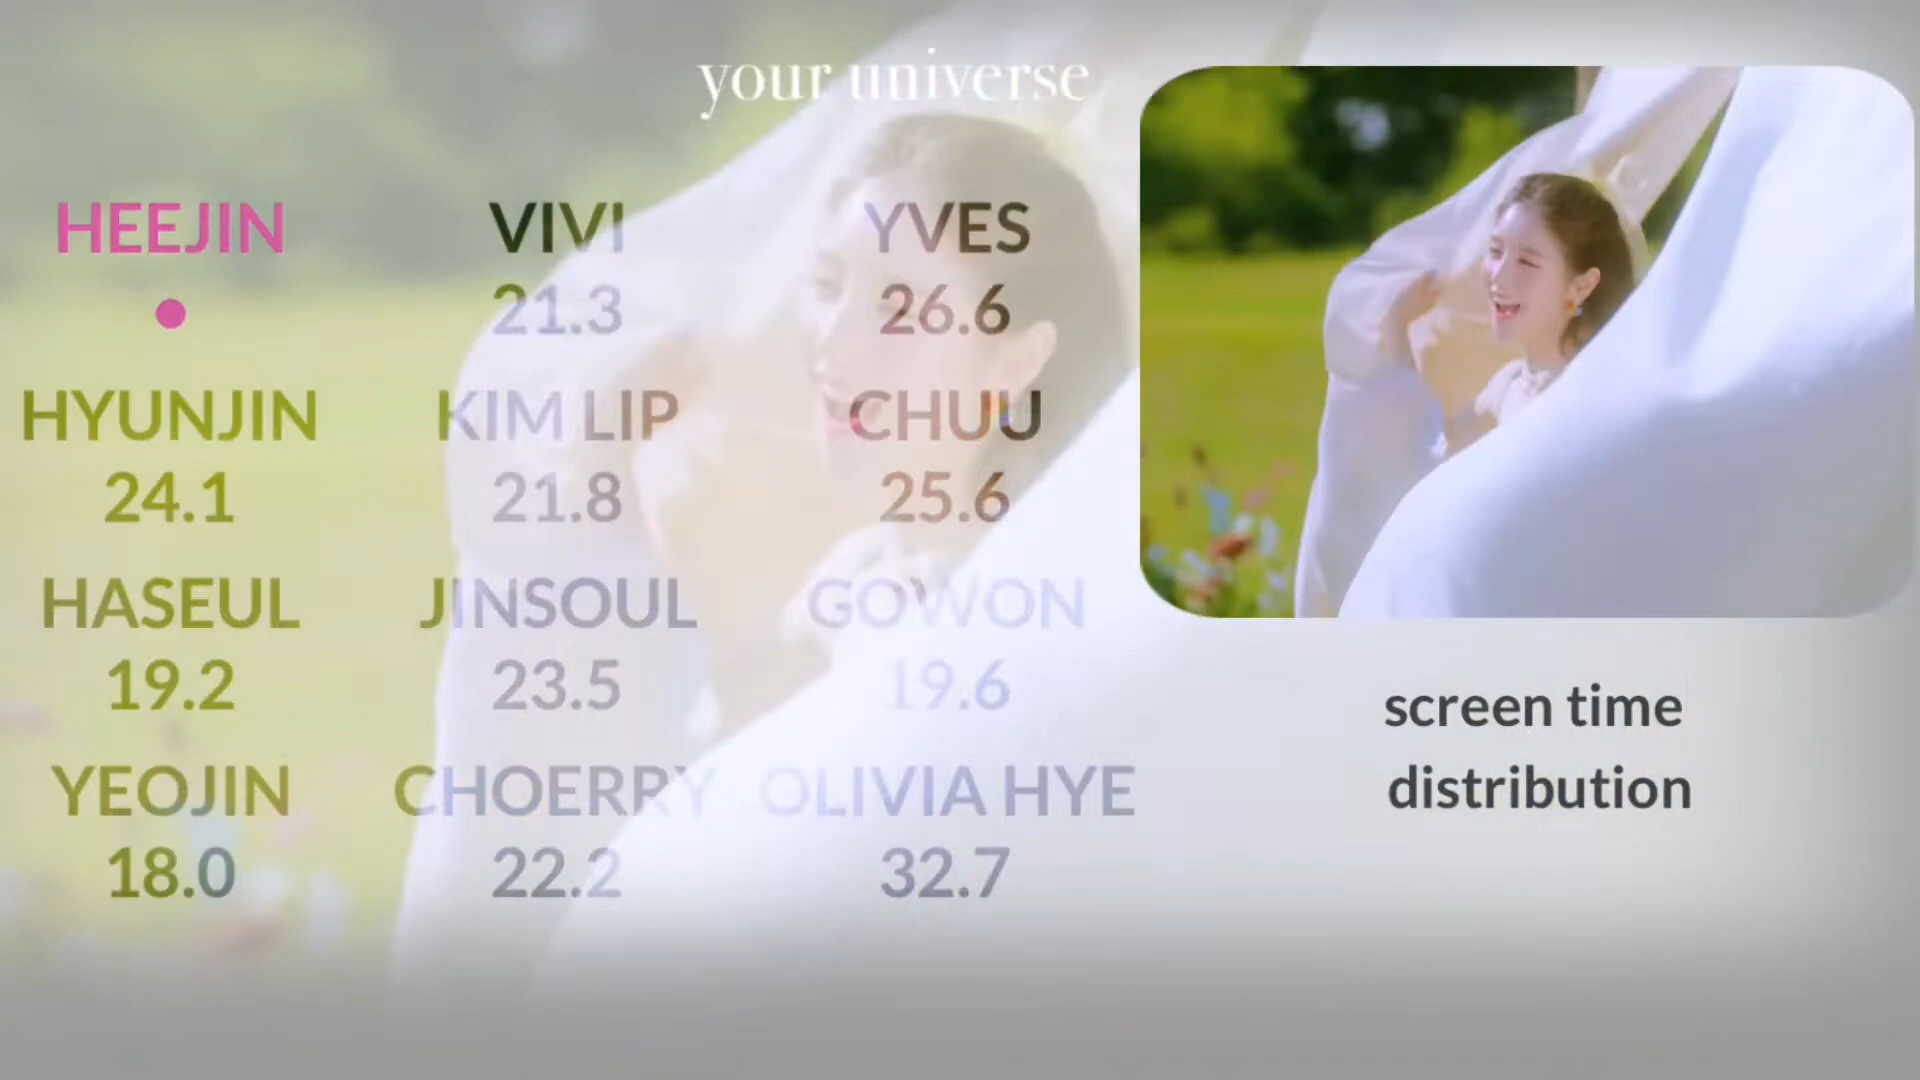 your universe
HEEJIN VIVI YVES
21.3 26.6
HYUNJIN KIM LIP CHUU
24.1 21.8 25.6
HASEUL JINSOUL GOWON
19.2 23.5 19.6
YEOJIN CHOERRY OLIVIA HYE
18.0 22.2 32.7
screen time
distribution